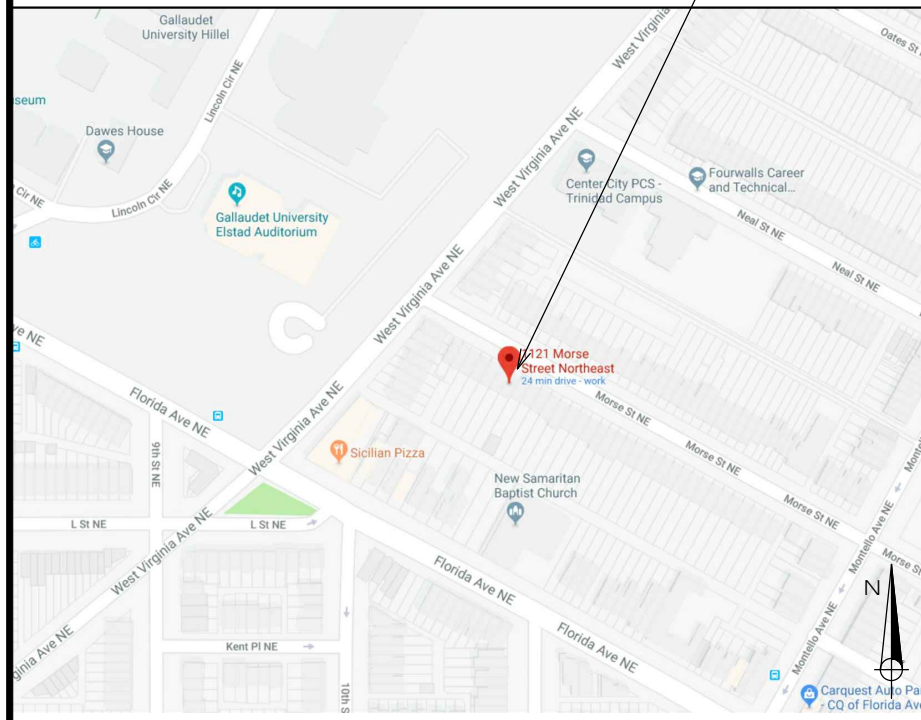 Gallaudet
University Hillel
West Virginia
Oates St
Lincoln Cir NE
seum
Dawes House
West Virginia Ave NE
Center City PCS -
Trinidad Campus
Fourwalls Career
and Technical...
Cir NE
Lincoln Cir NE
Gallaudet University
Elstad Auditorium
Neal St NE
Neal St NE
West Virginia Ave NE
ve NE
1121 Morse
Street Northeast
24 min drive - work
Florida Ave NE
West Virginia Ave NE
Morse St NE
9th St NE
Sicilian Pizza
Morse St NE
Monte
New Samaritan
Baptist Church
Morse St NE
L St NE
L St NE
West Virginia Ave NE
Montello Ave NE
Morse St
Florida Ave NE
N
Florida Ave NE
Kent Pl NE
Montello Ave NE
ginia Ave NE
10th S
Carquest Auto Pa
- CQ of Florida Av